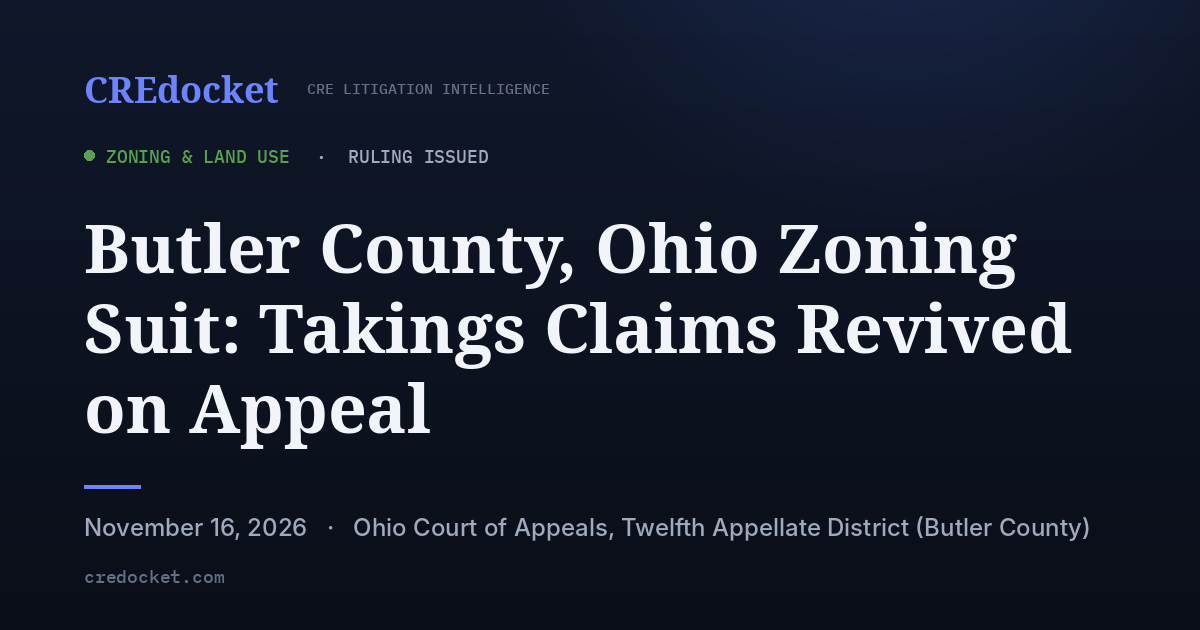 CREdocket CRE LITIGATION INTELLIGENCE
ZONING & LAND USE · RULING ISSUED
Butler County, Ohio Zoning
Suit: Takings Claims Revived
on Appeal
November 16, 2026 · Ohio Court of Appeals, Twelfth Appellate District (Butler County)
credocket.com